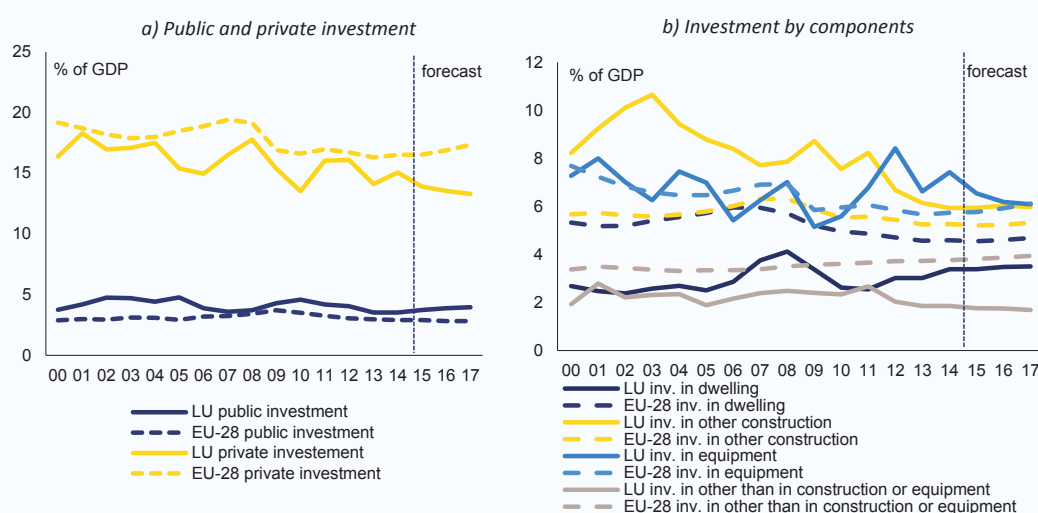 a) Public and private investment
25
% of GDP
forecast
20
15
10
5
0
00 01 02 03 04 05 06 07 08 09 10 11 12 13 14 15 16 17
LU public investment
EU-28 public investment
LU private investement
EU-28 private investment
b) Investment by components
12
% of GDP
forecast
10
8
6
4
2
0
00 01 02 03 04 05 06 07 08 09 10 11 12 13 14 15 16 17
LU inv. in dwelling
EU-28 inv. in dwelling
LU inv. in other construction
EU-28 inv. in other construction
LU inv. in equipment
EU-28 inv. in equipment
LU inv. in other than in construction or equipment
EU-28 inv. in other than in construction or equipment